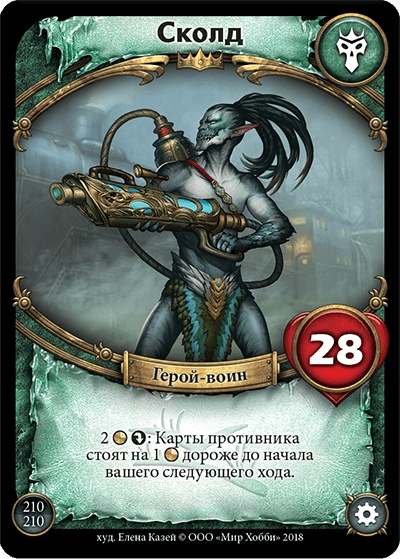 Сколд
28
Герой-воин
2 : Карты противника
стоят на 1 дороже до начала
вашего следующего хода.
210
210
худ. Елена Казей © ООО «Мир Хобби» 2018